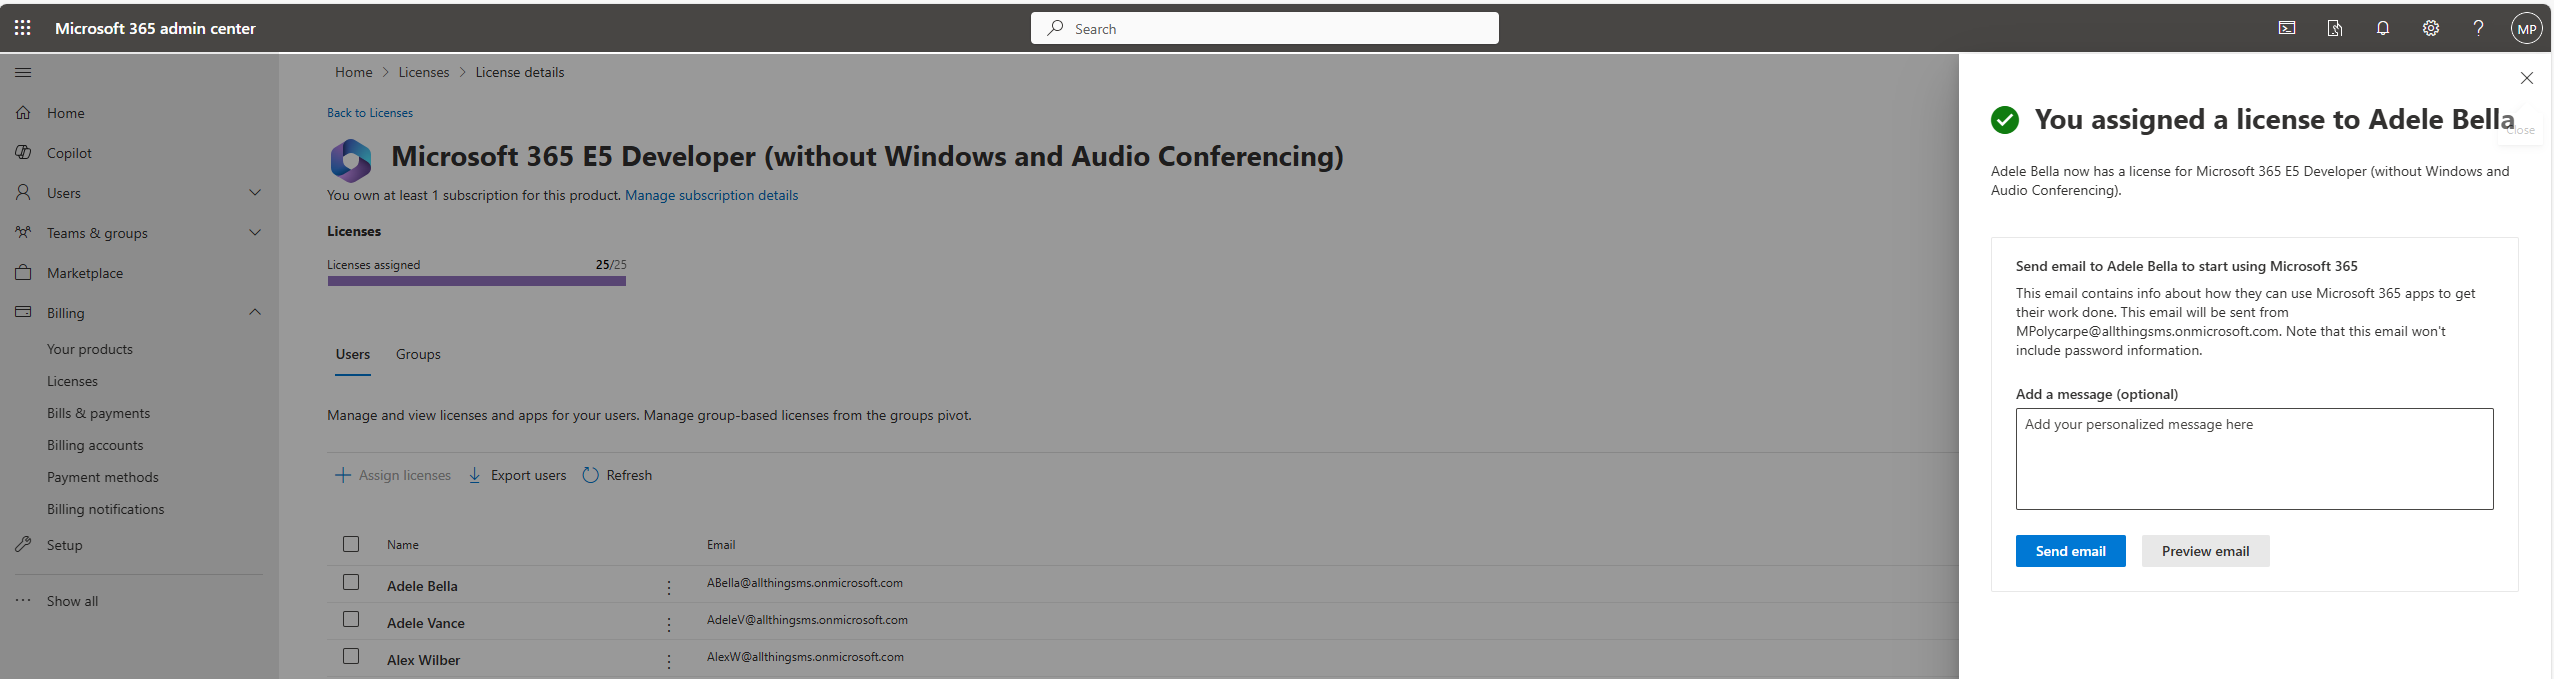 Microsoft 365 admin center
Search
MP
Home
Copilot
Users
Teams & groups
Marketplace
Billing
Your products
Licenses
Bills & payments
Billing accounts
Payment methods
Billing notifications
Setup
Show all
Home > Licenses > License details
Back to Licenses
Microsoft 365 E5 Developer (without Windows and Audio Conferencing)
You own at least 1 subscription for this product. Manage subscription details
Licenses
Licenses assigned 25/25
Users Groups
Manage and view licenses and apps for your users. Manage group-based licenses from the groups pivot.
Assign licenses Export users Refresh
Name Email
Adele Bella ABella@allthingsms.onmicrosoft.com
Adele Vance AdeleV@allthingsms.onmicrosoft.com
Alex Wilber AlexW@allthingsms.onmicrosoft.com
You assigned a license to Adele Bella
Close
Adele Bella now has a license for Microsoft 365 E5 Developer (without Windows and
Audio Conferencing).
Send email to Adele Bella to start using Microsoft 365
This email contains info about how they can use Microsoft 365 apps to get
their work done. This email will be sent from
MPolycarpe@allthingsms.onmicrosoft.com. Note that this email won't
include password information.
Add a message (optional)
Add your personalized message here
Send email Preview email